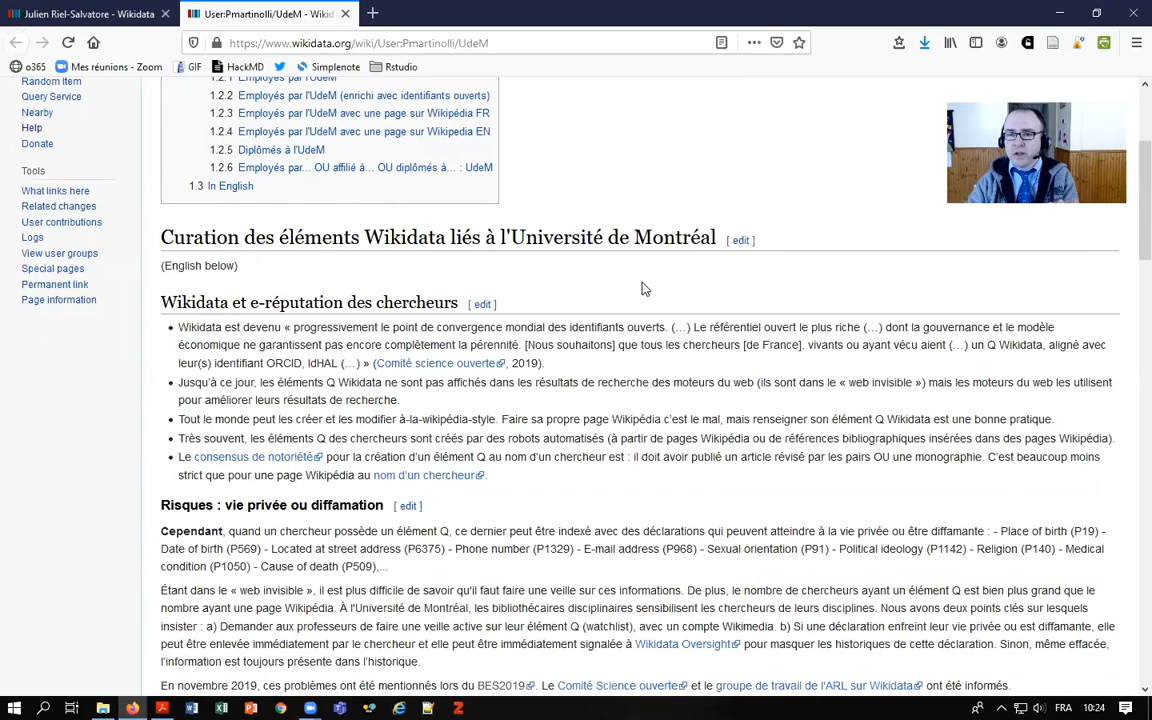 Julien Riel-Salvatore - Wikidata
User:Pmartinolli/UdeM - Wikid
https://www.wikidata.org/wiki/User:Pmartinolli/UdeM
o365 Mes réunions - Zoom GIF HackMD Simplenote Rstudio
Random Item
Query Service
Nearby
Help
Donate
Tools
What links here
Related changes
User contributions
Logs
View user groups
Special pages
Permanent link
Page information
1.2.1 Employés par l'UdeM
1.2.2 Employés par l'UdeM (enrichi avec identifiants ouverts)
1.2.3 Employés par l'UdeM avec une page sur Wikipédia FR
1.2.4 Employés par l'UdeM avec une page sur Wikipedia EN
1.2.5 Diplômés à l'UdeM
1.2.6 Employés par... OU affilié à... OU diplômés à... : UdeM
1.3 In English
Curation des éléments Wikidata liés à l'Université de Montréal [ edit ]
(English below)
Wikidata et e-réputation des chercheurs [ edit ]
Wikidata est devenu « progressivement le point de convergence mondial des identifiants ouverts. (…) Le référentiel ouvert le plus riche (…) dont la gouvernance et le modèle
économique ne garantissent pas encore complètement la pérennité. [Nous souhaitons] que tous les chercheurs [de France], vivants ou ayant vécu aient (…) un Q Wikidata, aligné avec
leur(s) identifiant ORCID, IdHAL (…) » (Comité science ouverte, 2019).
Jusqu'à ce jour, les éléments Q Wikidata ne sont pas affichés dans les résultats de recherche des moteurs du web (ils sont dans le « web invisible ») mais les moteurs du web les utilisent
pour améliorer leurs résultats de recherche.
Tout le monde peut les créer et les modifier à-la-wikipédia-style. Faire sa propre page Wikipédia c'est le mal, mais renseigner son élément Q Wikidata est une bonne pratique.
Très souvent, les éléments Q des chercheurs sont créés par des robots automatisés (à partir de pages Wikipédia ou de références bibliographiques insérées dans des pages Wikipédia).
Le consensus de notoriété pour la création d'un élément Q au nom d'un chercheur est : il doit avoir publié un article révisé par les pairs OU une monographie. C'est beaucoup moins
strict que pour une page Wikipédia au nom d'un chercheur.
Risques : vie privée ou diffamation [ edit ]
Cependant, quand un chercheur possède un élément Q, ce dernier peut être indexé avec des déclarations qui peuvent atteindre à la vie privée ou être diffamante : - Place of birth (P19) -
Date of birth (P569) - Located at street address (P6375) - Phone number (P1329) - E-mail address (P968) - Sexual orientation (P91) - Political ideology (P1142) - Religion (P140) - Medical
condition (P1050) - Cause of death (P509),...
Étant dans le « web invisible », il est plus difficile de savoir qu'il faut faire une veille sur ces informations. De plus, le nombre de chercheurs ayant un élément Q est bien plus grand que le
nombre ayant une page Wikipédia. À l'Université de Montréal, les bibliothécaires disciplinaires sensibilisent les chercheurs de leurs disciplines. Nous avons deux points clés sur lesquels
insister : a) Demander aux professeurs de faire une veille active sur leur élément Q (watchlist), avec un compte Wikimedia. b) Si une déclaration enfreint leur vie privée ou est diffamante, elle
peut être enlevée immédiatement par le chercheur et elle peut être immédiatement signalée à Wikidata Oversight pour masquer les historiques de cette déclaration. Sinon, même effacée,
l'information est toujours présente dans l'historique.
En novembre 2019, ces problèmes ont été mentionnés lors du BES2019. Le Comité Science ouverte et le groupe de travail de l'ARL sur Wikidata ont été informés.
FRA 10:24